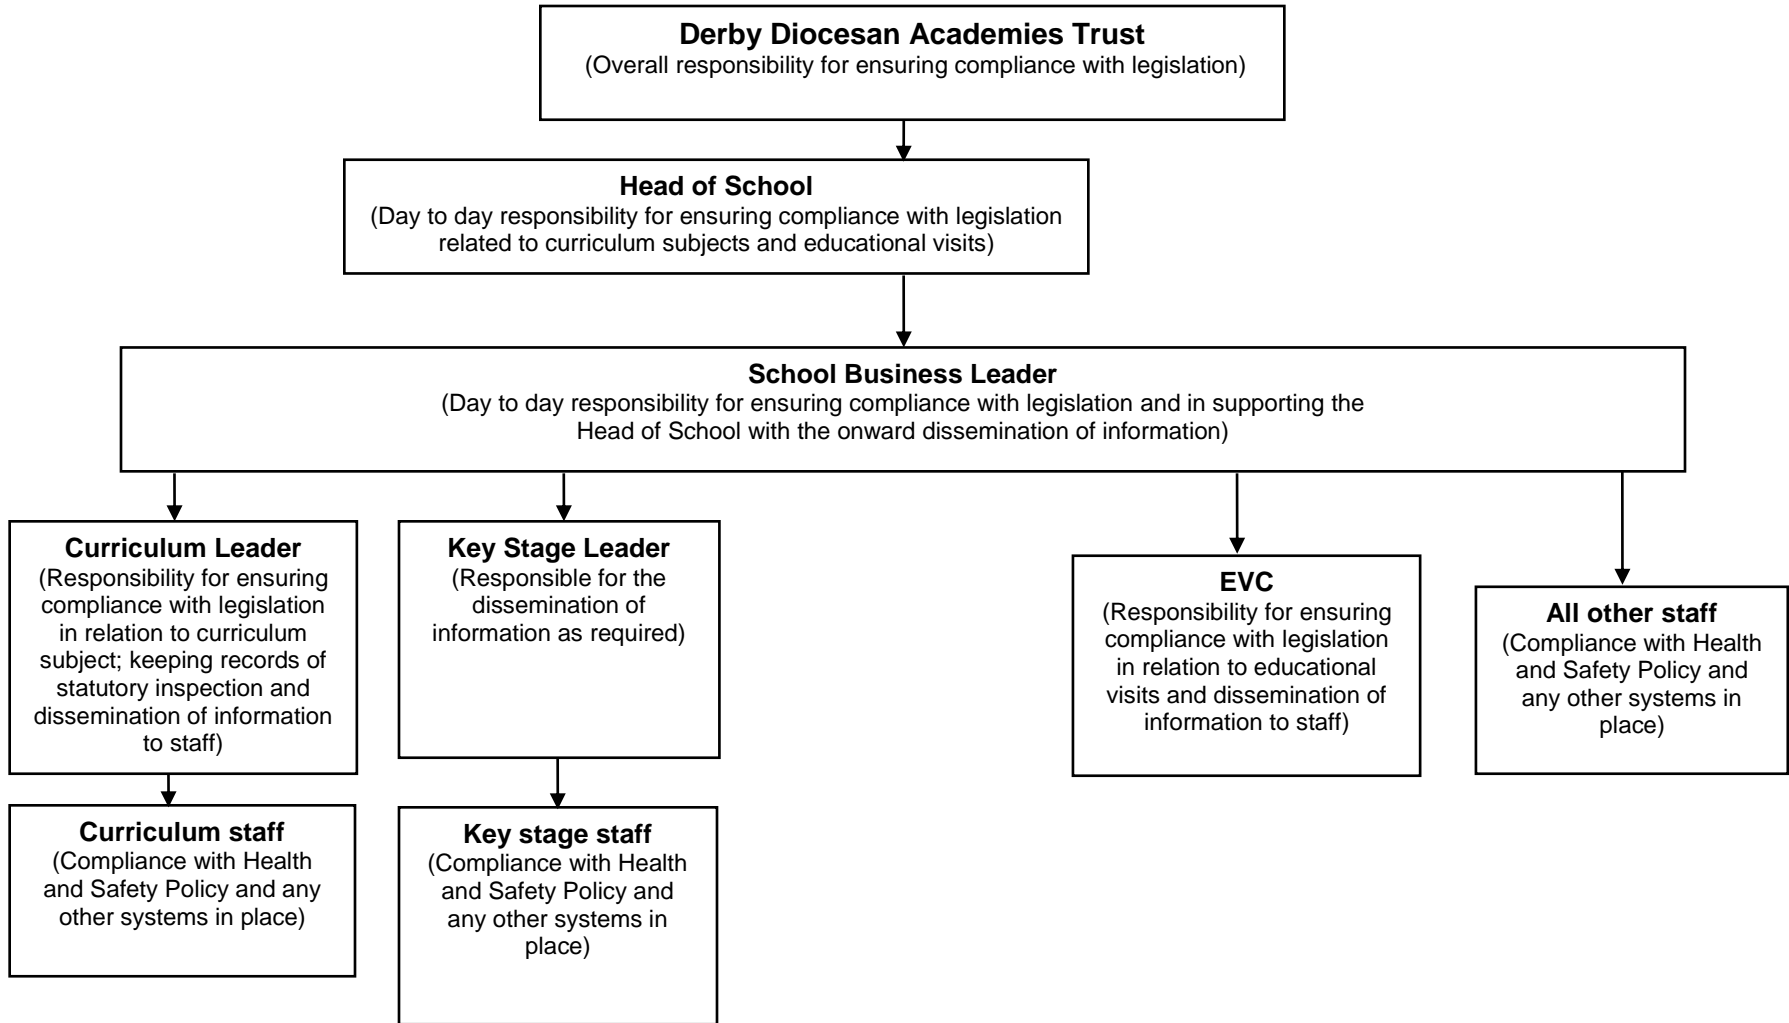 Derby Diocesan Academies Trust
(Overall responsibility for ensuring compliance with legislation)
Head of School
(Day to day responsibility for ensuring compliance with legislation
related to curriculum subjects and educational visits)
School Business Leader
(Day to day responsibility for ensuring compliance with legislation and in supporting the
Head of School with the onward dissemination of information)
Curriculum Leader
(Responsibility for ensuring
compliance with legislation
in relation to curriculum
subject; keeping records of
statutory inspection and
dissemination of information
to staff)
Key Stage Leader
(Responsible for the
dissemination of
information as required)
EVC
(Responsibility for ensuring
compliance with legislation
in relation to educational
visits and dissemination of
information to staff)
All other staff
(Compliance with Health
and Safety Policy and
any other systems in
place)
Curriculum staff
(Compliance with Health
and Safety Policy and any
other systems in place)
Key stage staff
(Compliance with Health
and Safety Policy and
any other systems in
place)